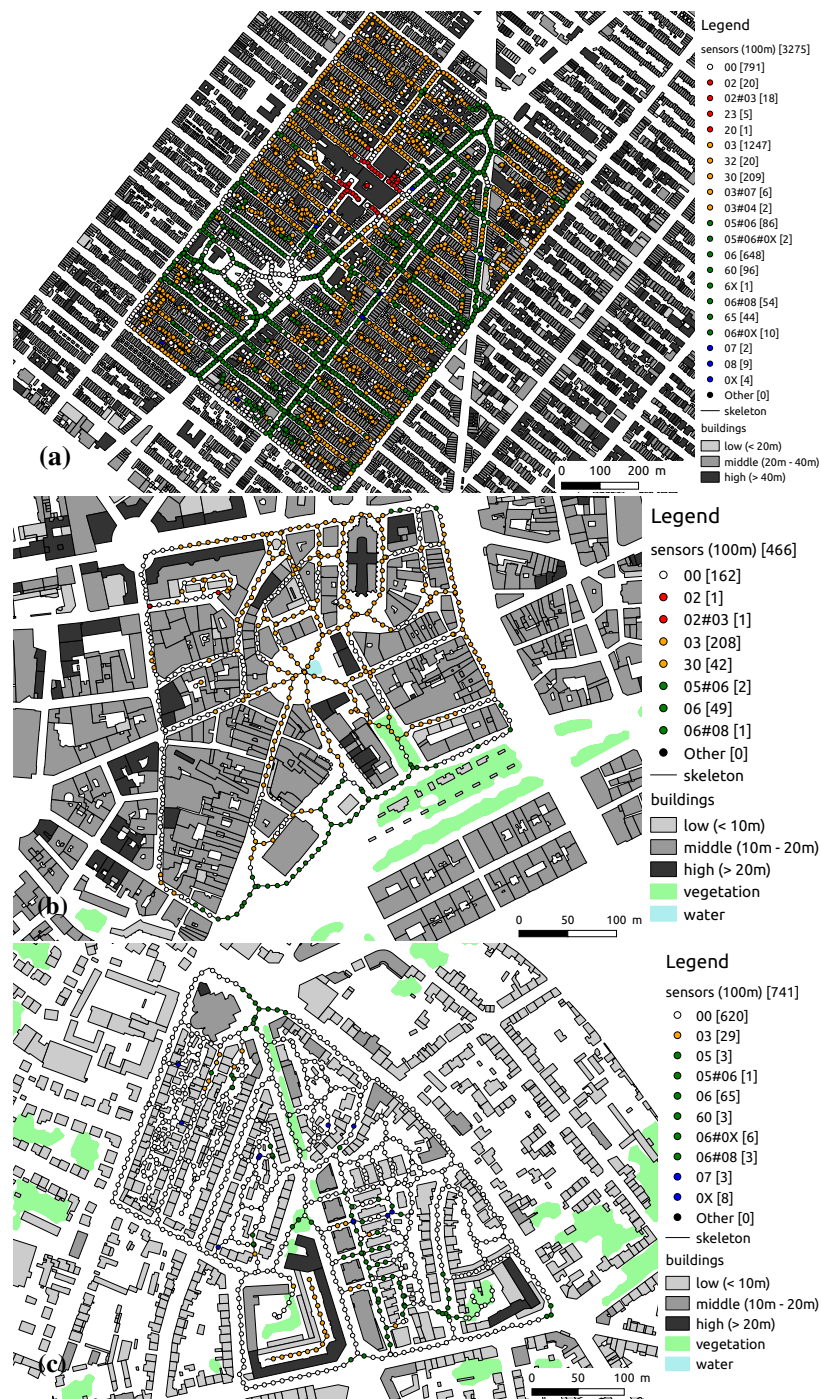 Legend
sensors (100m) [3275]
00 [791]
02 [20]
02#03 [18]
23 [5]
20 [1]
03 [1247]
32 [20]
30 [209]
03#07 [6]
03#04 [2]
05#06 [86]
05#06#0X [2]
06 [648]
60 [96]
6X [1]
06#08 [54]
65 [44]
06#0X [10]
07 [2]
08 [9]
0X [4]
Other [0]
skeleton
buildings
low (< 20m)
middle (20m - 40m)
high (> 40m)
(a)
0 100 200 m
Legend
sensors (100m) [466]
00 [162]
02 [1]
02#03 [1]
03 [208]
30 [42]
05#06 [2]
06 [49]
06#08 [1]
Other [0]
skeleton
buildings
low (< 10m)
middle (10m - 20m)
high (> 20m)
vegetation
water
(b)
0 50 100 m
Legend
sensors (100m) [741]
00 [620]
03 [29]
05 [3]
05#06 [1]
06 [65]
60 [3]
06#0X [6]
06#08 [3]
07 [3]
0X [8]
Other [0]
skeleton
buildings
low (< 10m)
middle (10m - 20m)
high (> 20m)
vegetation
water
(c)
0 50 100 m